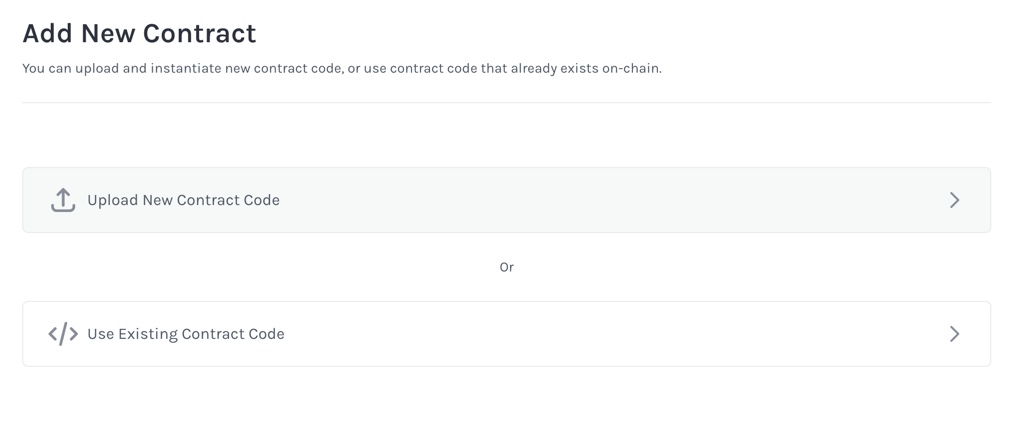 Add New Contract
You can upload and instantiate new contract code, or use contract code that already exists on-chain.
Upload New Contract Code
Or
Use Existing Contract Code